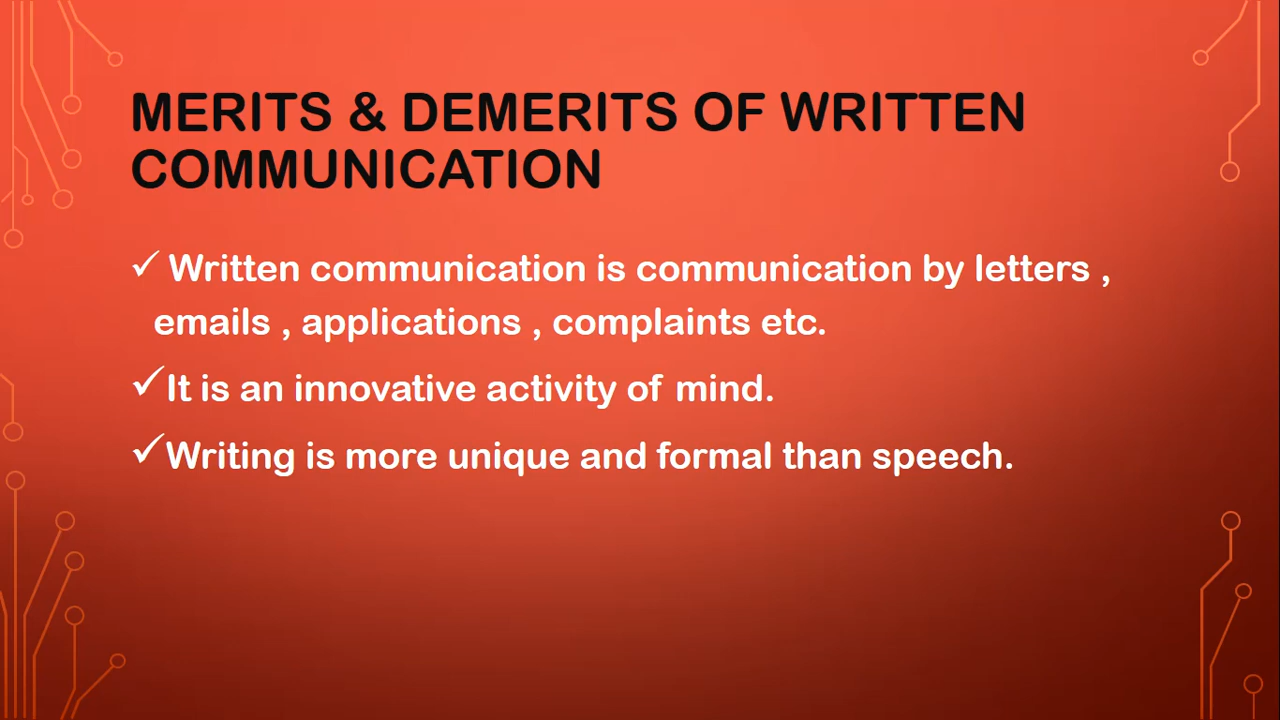 MERITS & DEMERITS OF WRITTEN
COMMUNICATION
✓ Written communication is communication by letters ,
emails , applications , complaints etc.
✓It is an innovative activity of mind.
✓Writing is more unique and formal than speech.